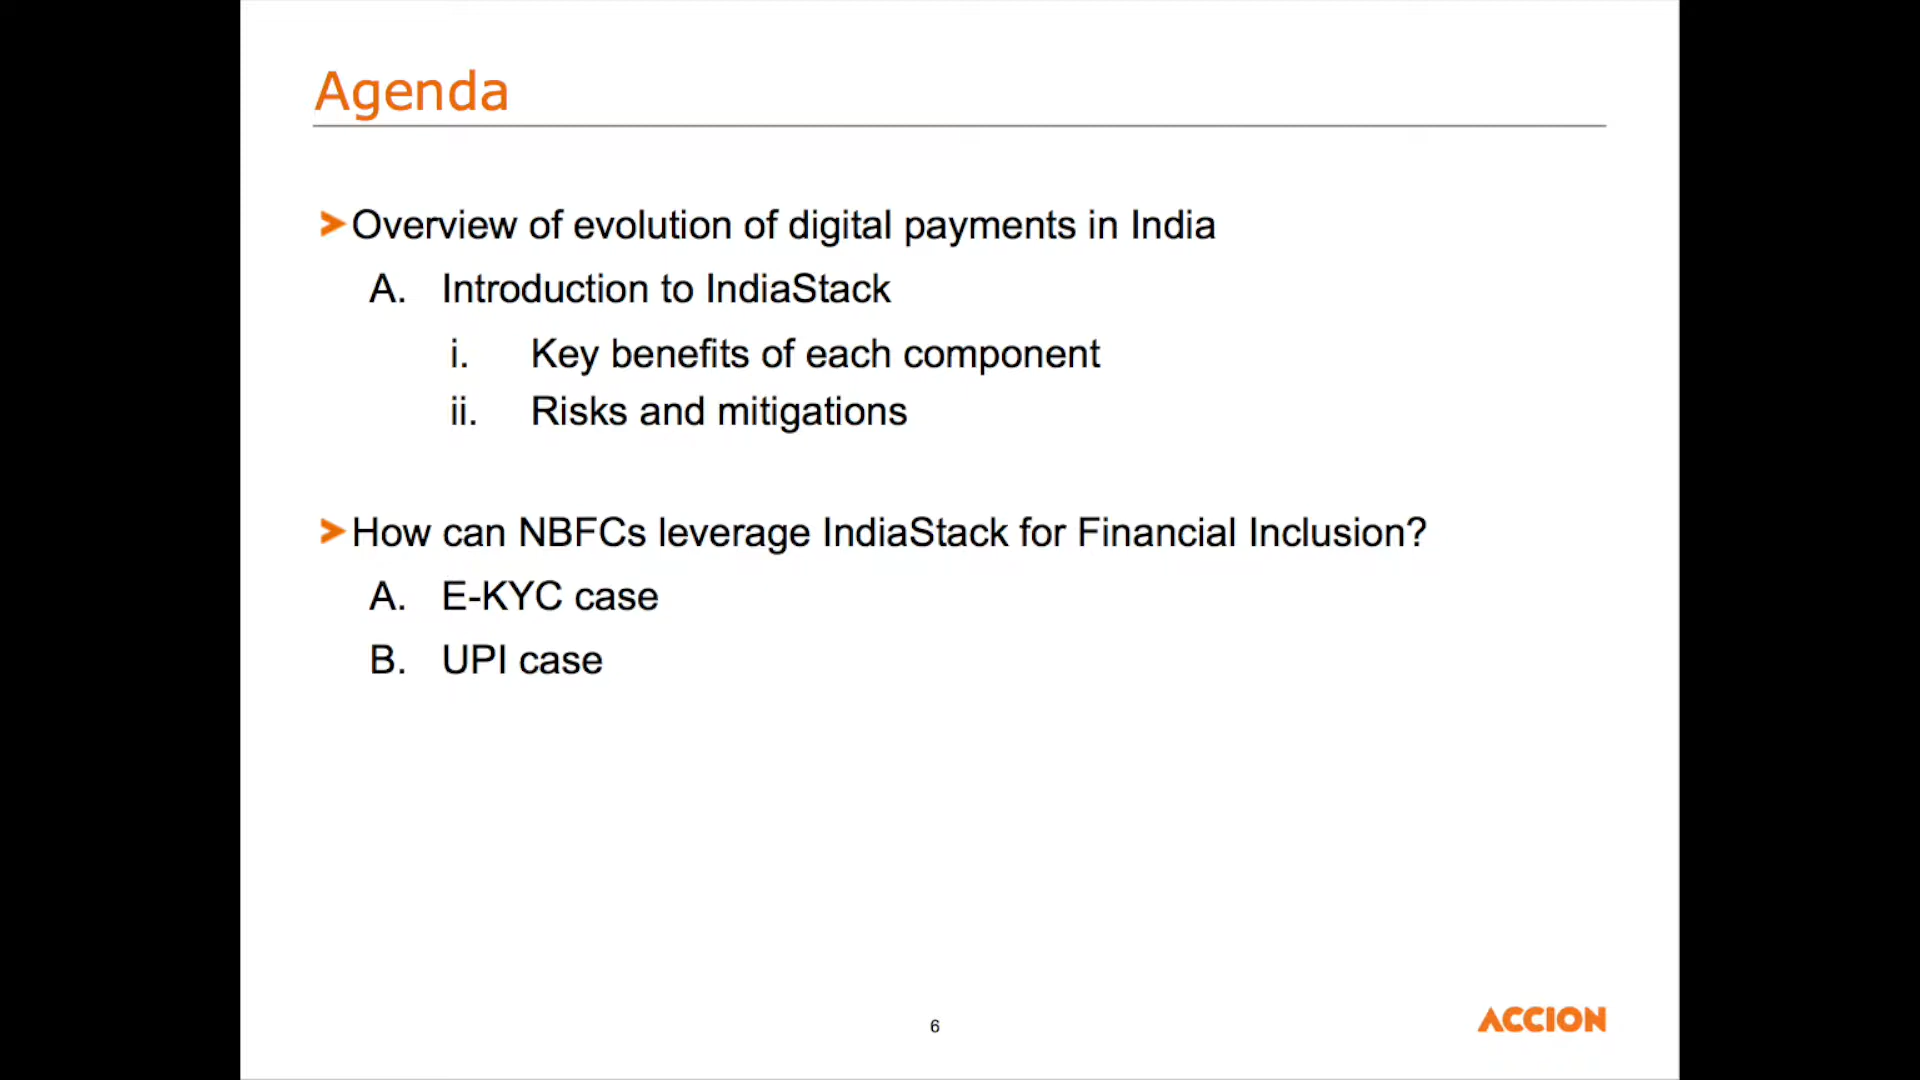 Agenda
Overview of evolution of digital payments in India
A. Introduction to IndiaStack
i. Key benefits of each component
ii. Risks and mitigations
How can NBFCs leverage IndiaStack for Financial Inclusion?
A. E-KYC case
B. UPI case
6
ACCION